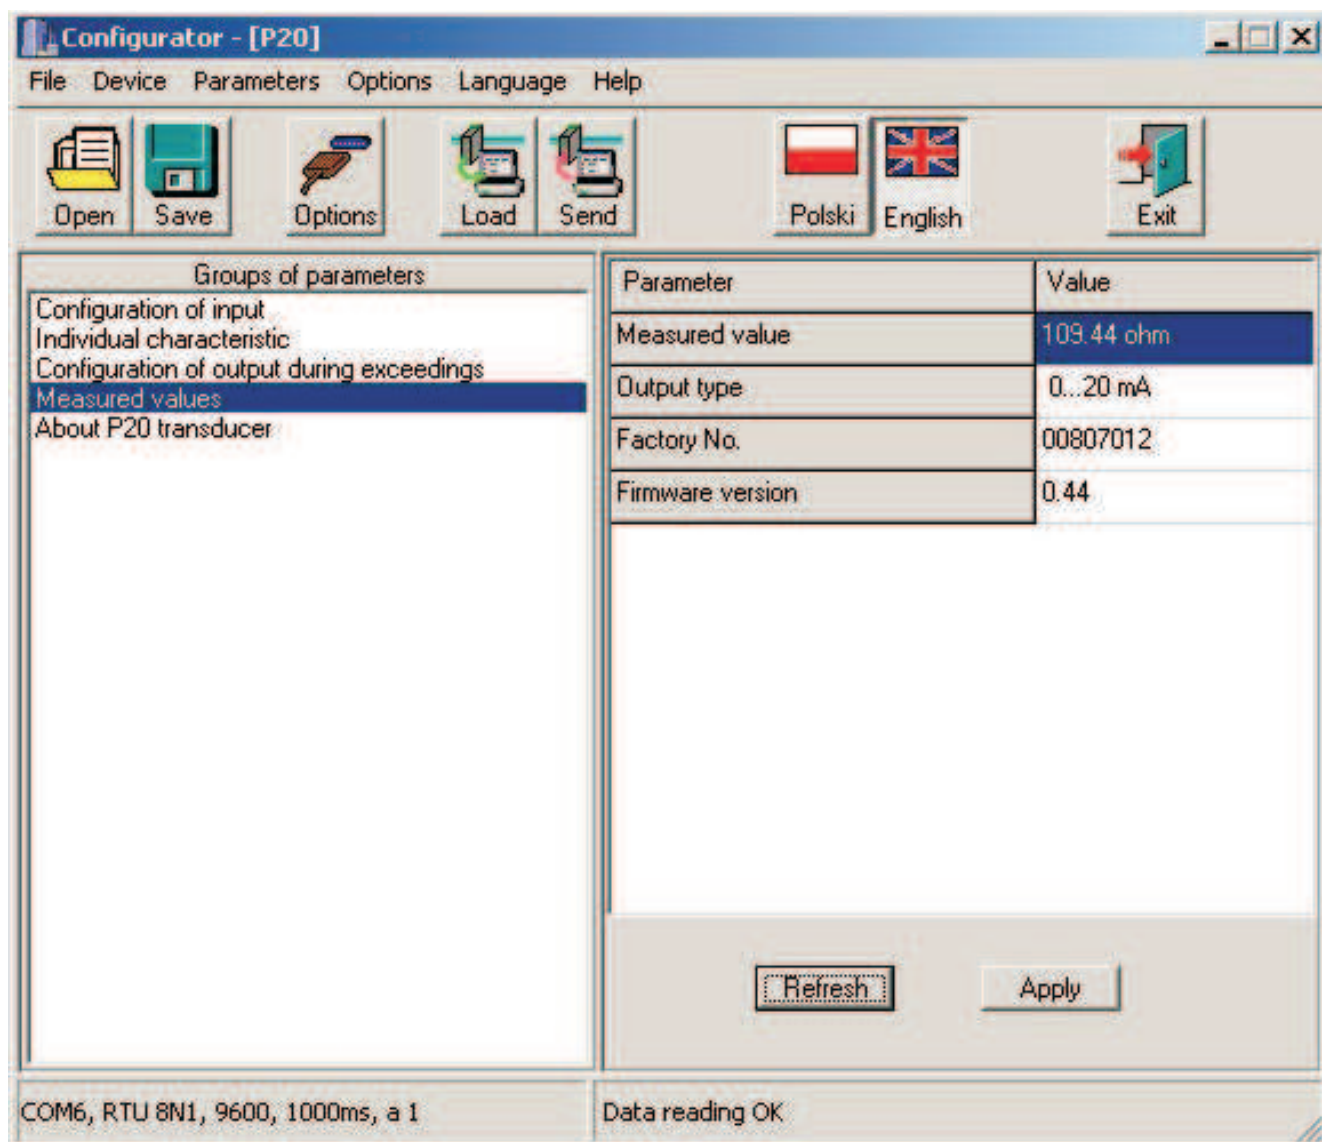 Configurator - [P20]
File Device Parameters Options Language Help
Open Save Options Load Send Polski English Exit
Groups of parameters
Configuration of input
Individual characteristic
Configuration of output during exceedings
Measured values
About P20 transducer
Parameter Value
Measured value 109.44 ohm
Output type 0...20 mA
Factory No. 00807012
Firmware version 0.44
Refresh Apply
COM6, RTU 8N1, 9600, 1000ms, a 1 Data reading OK